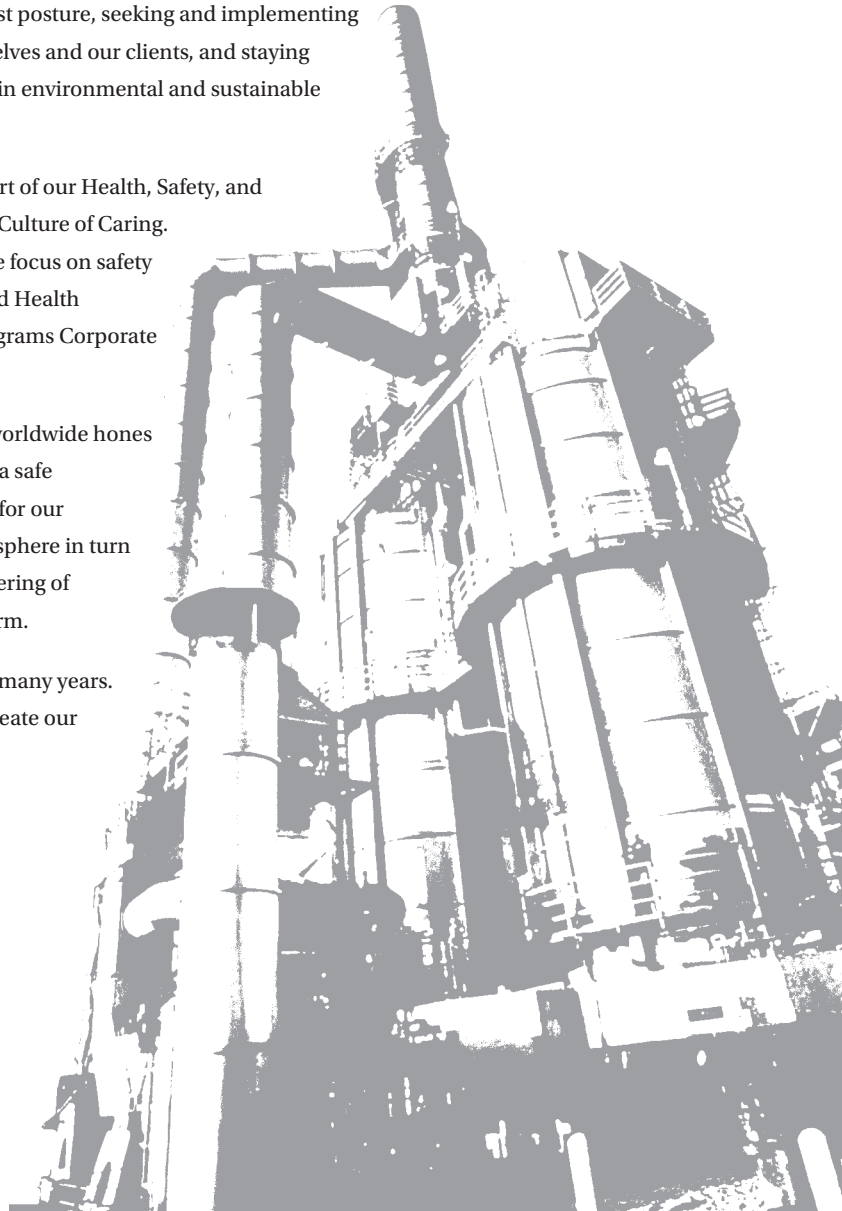 st posture, seeking and implementing
elves and our clients, and staying
in environmental and sustainable
rt of our Health, Safety, and
Culture of Caring.
e focus on safety
d Health
grams Corporate
worldwide hones
a safe
for our
sphere in turn
ering of
rm.
many years.
eate our